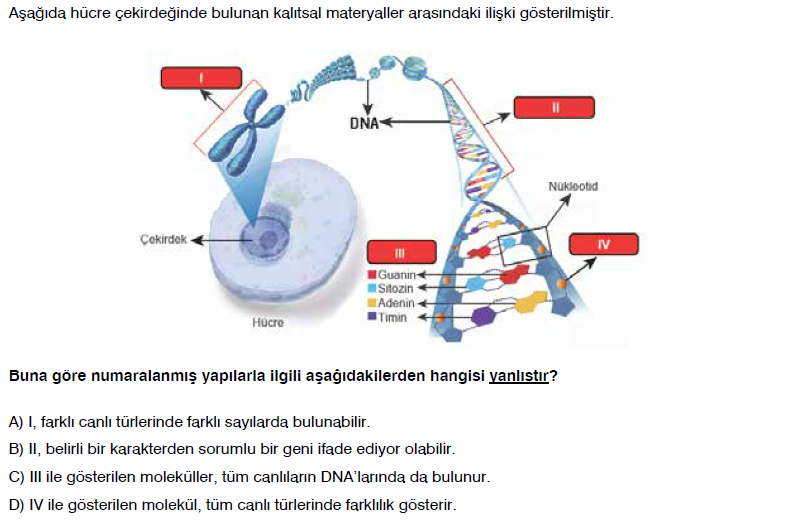 Aşağıda hücre çekirdeğinde bulunan kalıtsal materyaller arasındaki ilişki gösterilmiştir.
I
DNA
II
Nükleotid
Çekirdek
III
IV
Guanin
Sitozin
Adenin
Timin
Hücre
Buna göre numaralanmış yapılarla ilgili aşağıdakilerden hangisi yanlıştır?
A) I, farklı canlı türlerinde farklı sayılarda bulunabilir.
B) II, belirli bir karakterden sorumlu bir geni ifade ediyor olabilir.
C) III ile gösterilen moleküller, tüm canlıların DNA'larında da bulunur.
D) IV ile gösterilen molekül, tüm canlı türlerinde farklılık gösterir.